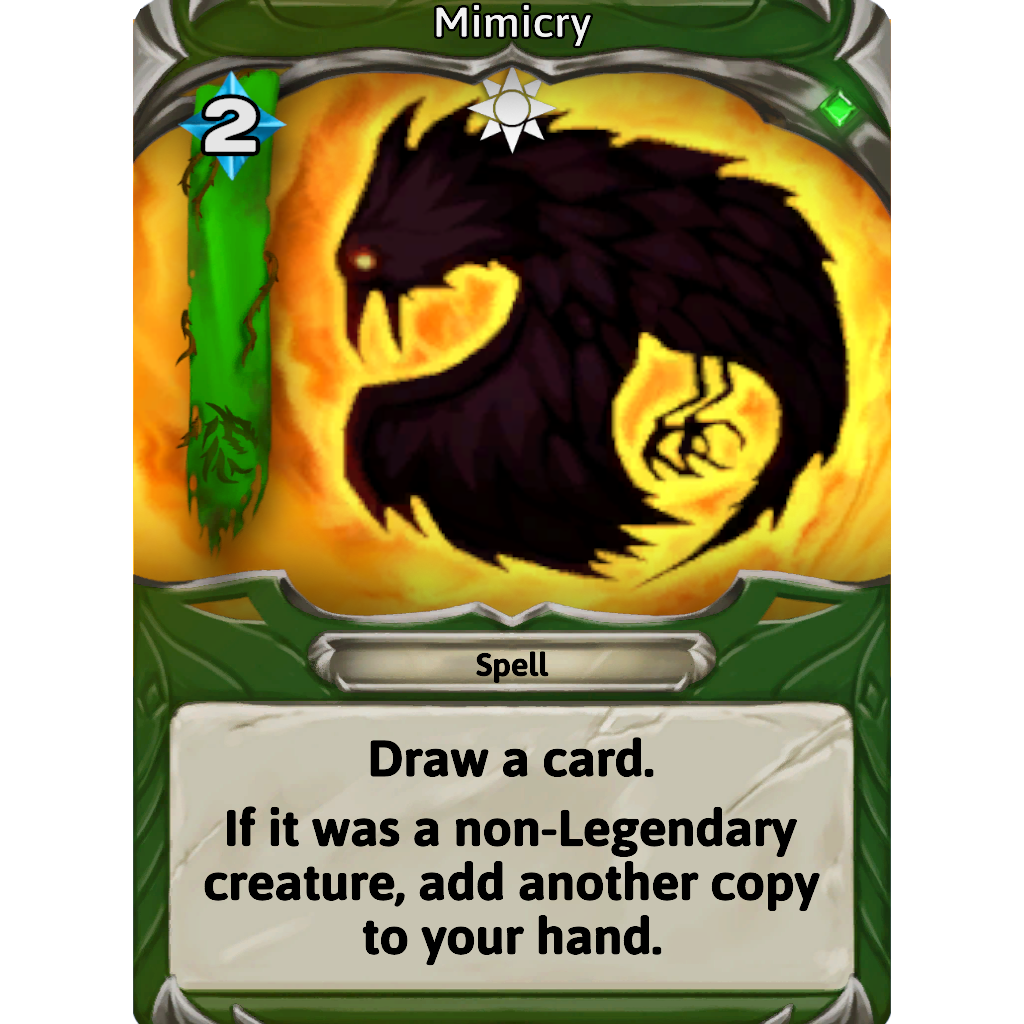 Mimicry
2
Spell
Draw a card.
If it was a non-Legendary
creature, add another copy
to your hand.